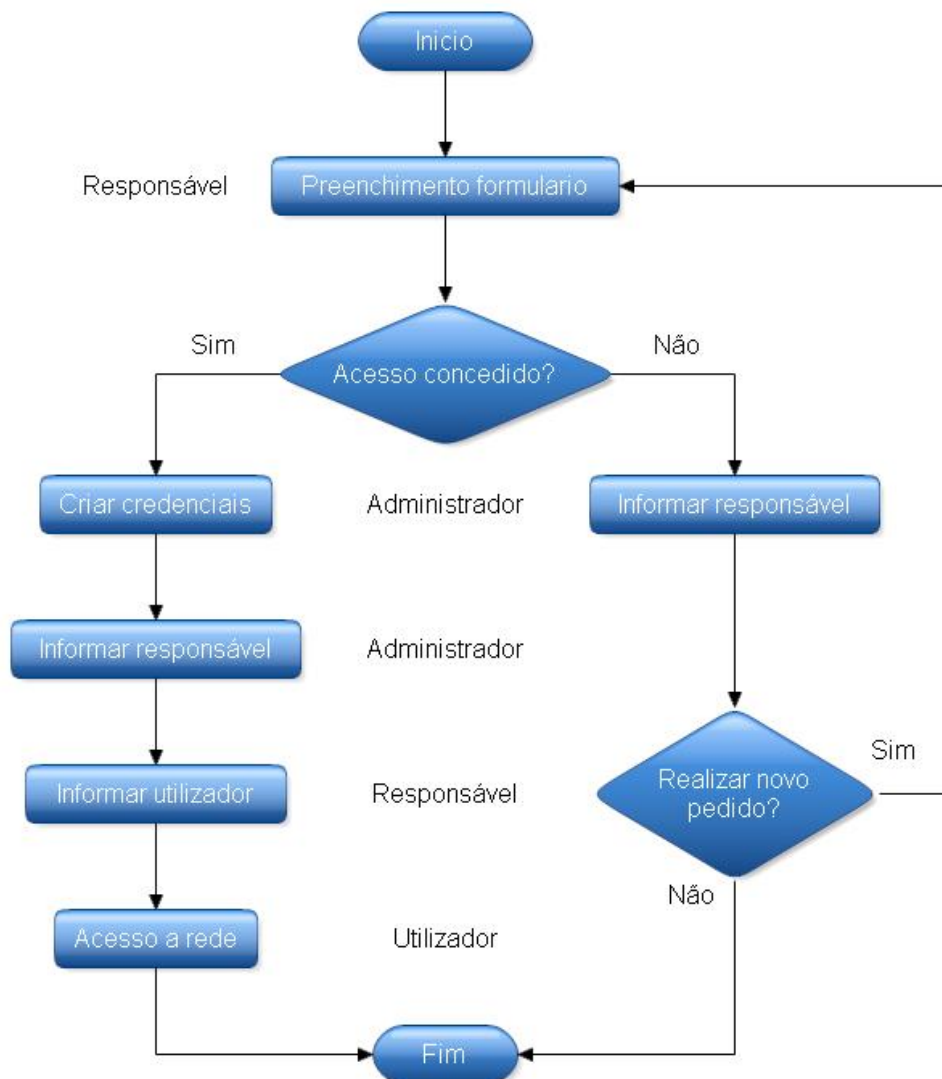 Inicio
Responsável
Preenchimento formulario
Sim
Não
Acesso concedido?
Criar credenciais
Administrador
Informar responsável
Informar responsável
Administrador
Informar utilizador
Responsável
Realizar novo
pedido?
Sim
Não
Acesso a rede
Utilizador
Fim